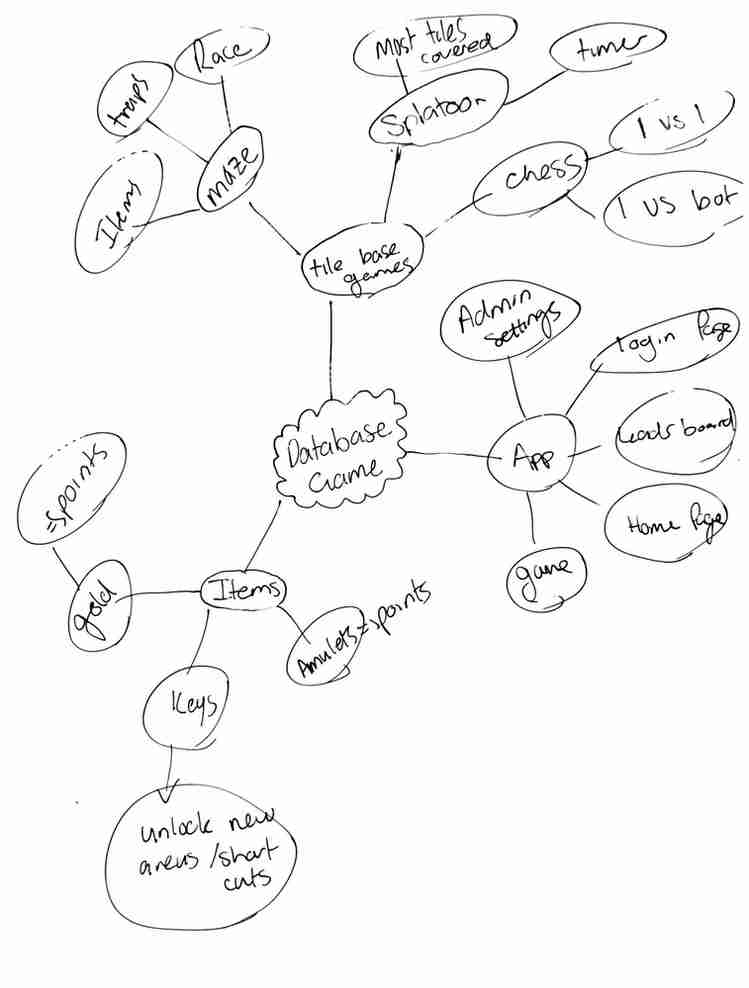 Race
Most tiles
covered
timer
traps
Splatoon
1 vs 1
maze
chess
Items
1 vs bot
tile base
games
Admin
settings
login Page
Database
Game
App
Leads board
=>points
Home Page
game
Items
gold
Amulets=>points
Keys
unlock new
areas /short
cuts